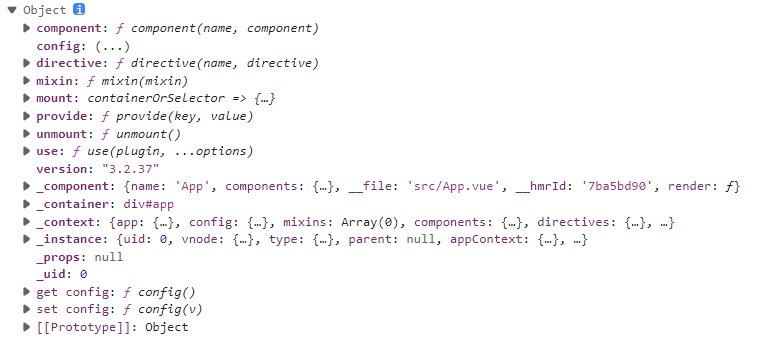 Object i
component: ƒ component(name, component)
config: (...)
directive: ƒ directive(name, directive)
mixin: ƒ mixin(mixin)
mount: containerOrSelector => {…}
provide: ƒ provide(key, value)
unmount: ƒ unmount()
use: ƒ use(plugin, ...options)
version: "3.2.37"
_component: {name: 'App', components: {…}, __file: 'src/App.vue', __hmrId: '7ba5bd90', render: ƒ}
_container: div#app
_context: {app: {…}, config: {…}, mixins: Array(0), components: {…}, directives: {…}, …}
_instance: {uid: 0, vnode: {…}, type: {…}, parent: null, appContext: {…}, …}
_props: null
_uid: 0
get config: ƒ config()
set config: ƒ config(v)
[[Prototype]]: Object